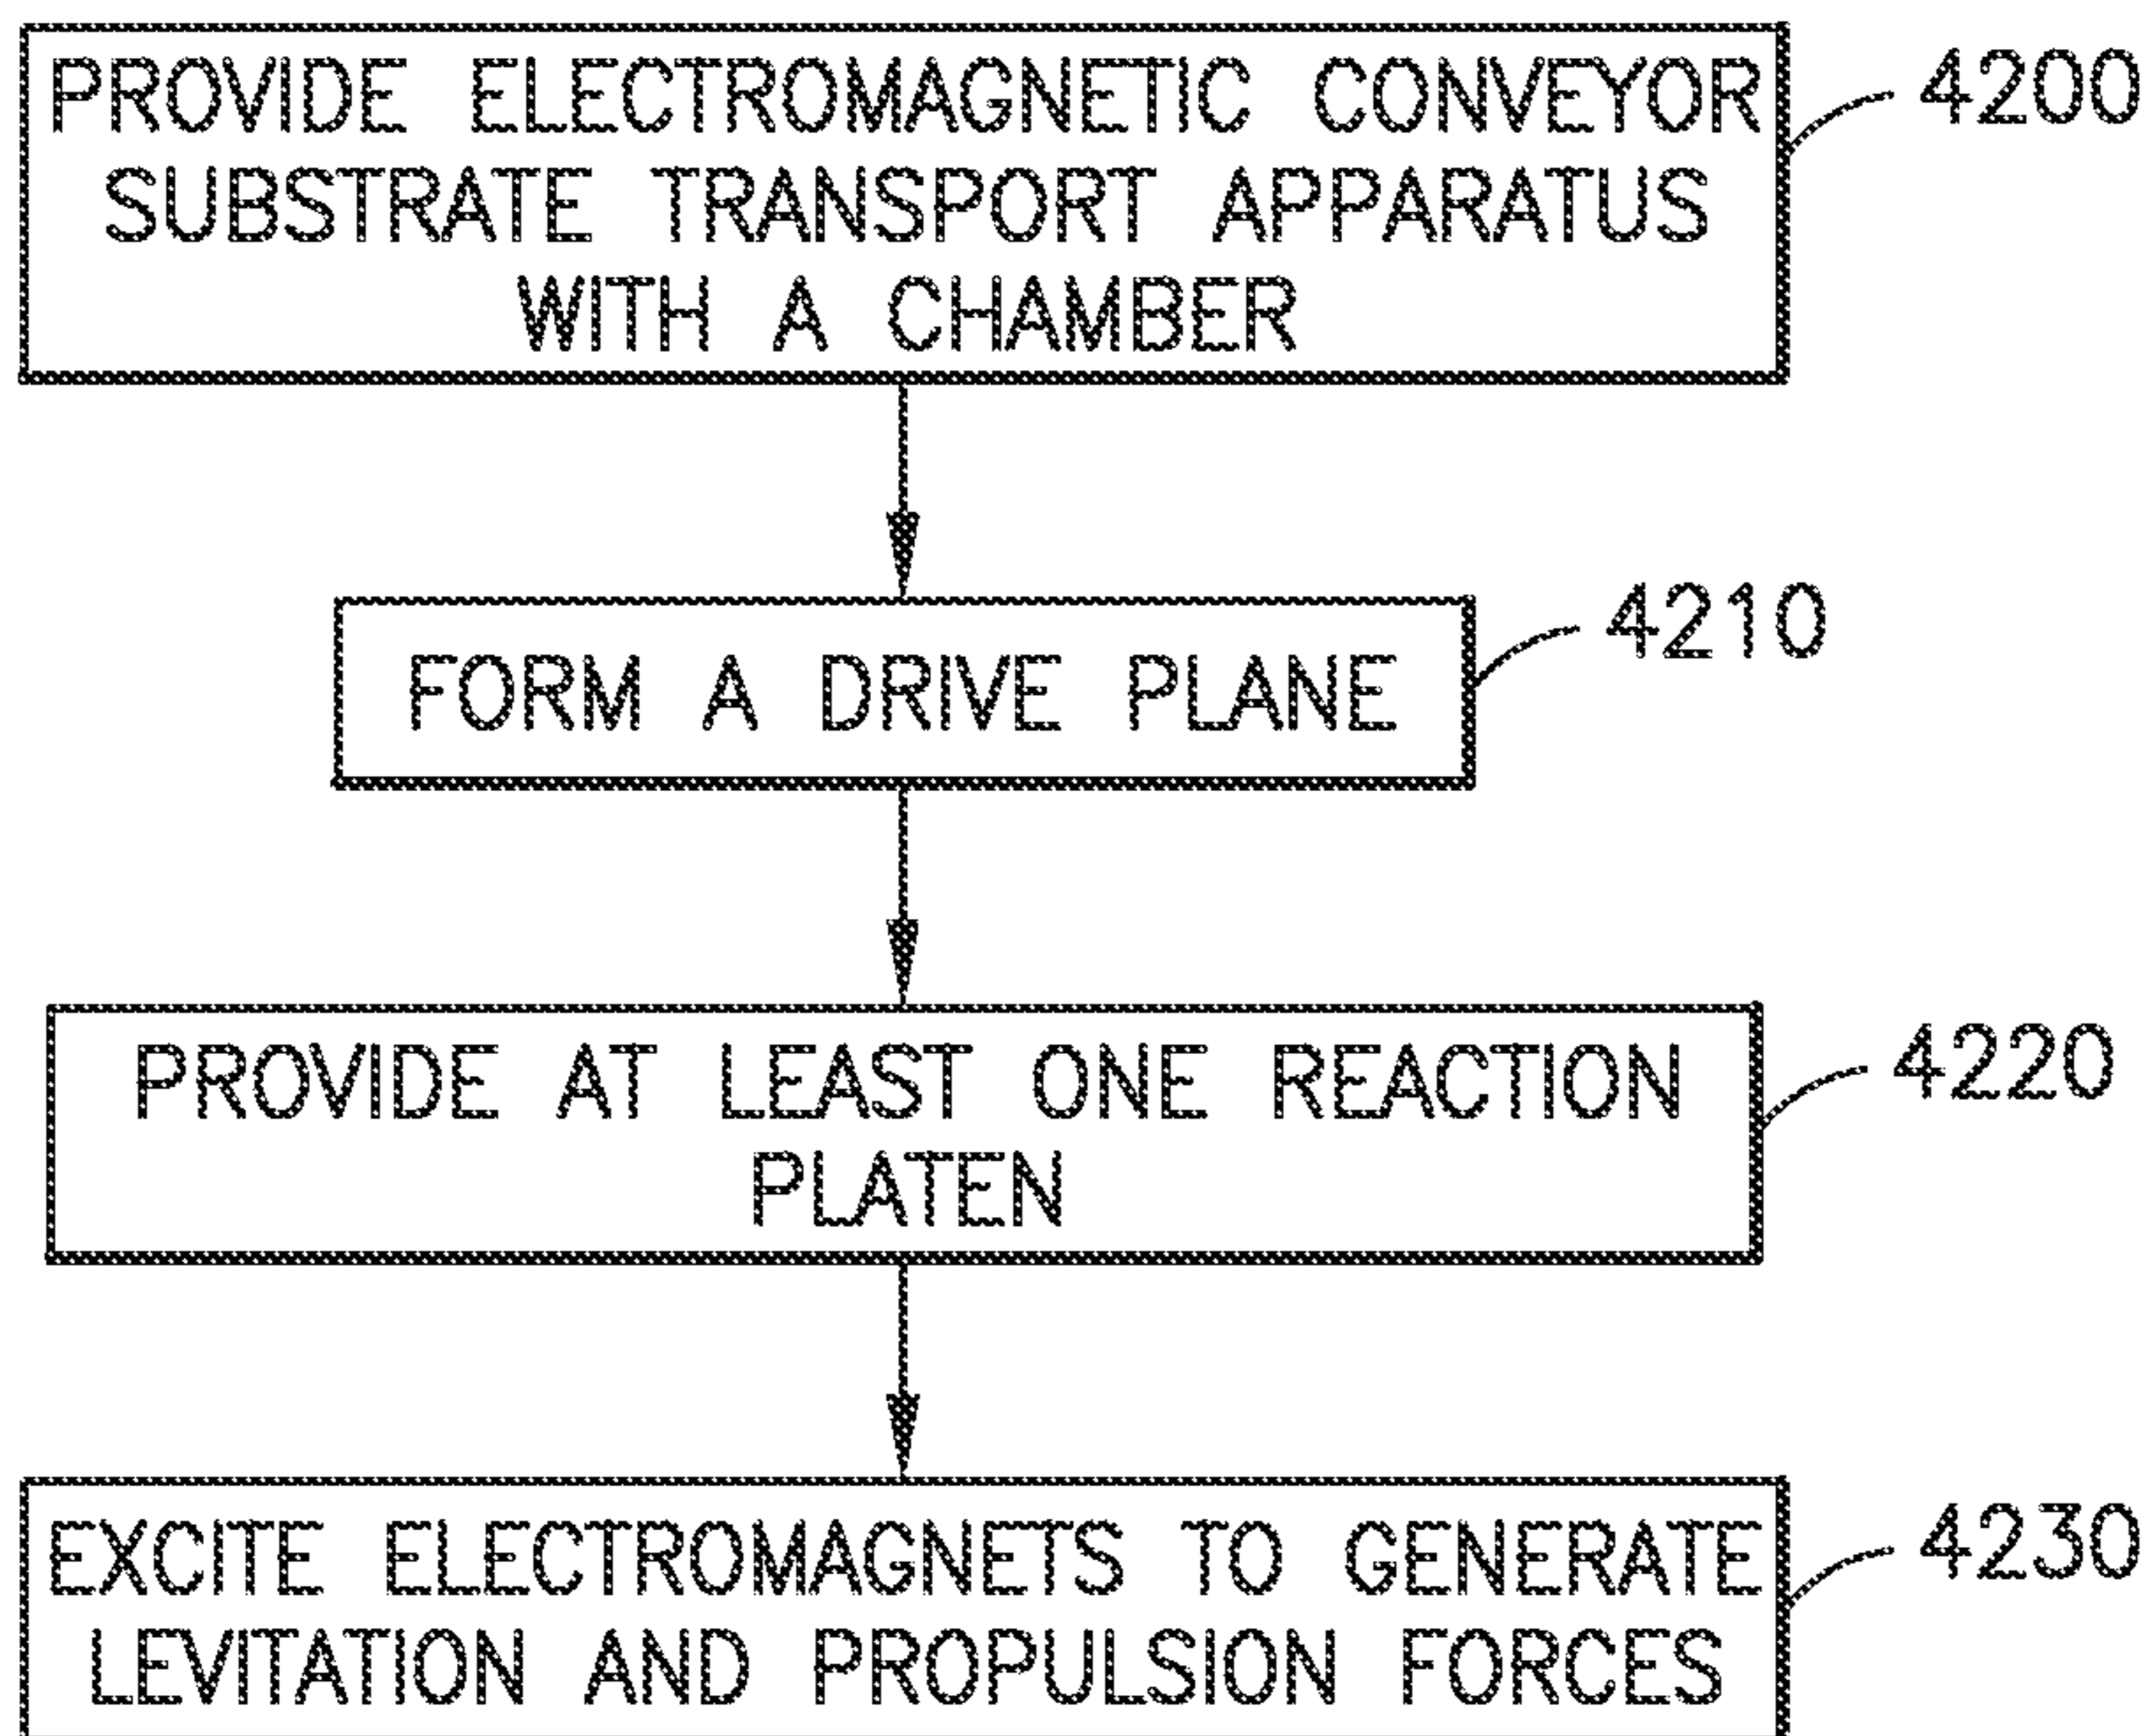 PROVIDE ELECTROMAGNETIC CONVEYOR
SUBSTRATE TRANSPORT APPARATUS
WITH A CHAMBER
4200
FORM A DRIVE PLANE
4210
PROVIDE AT LEAST ONE REACTION
PLATEN
4220
EXCITE ELECTROMAGNETS TO GENERATE
LEVITATION AND PROPULSION FORCES
4230